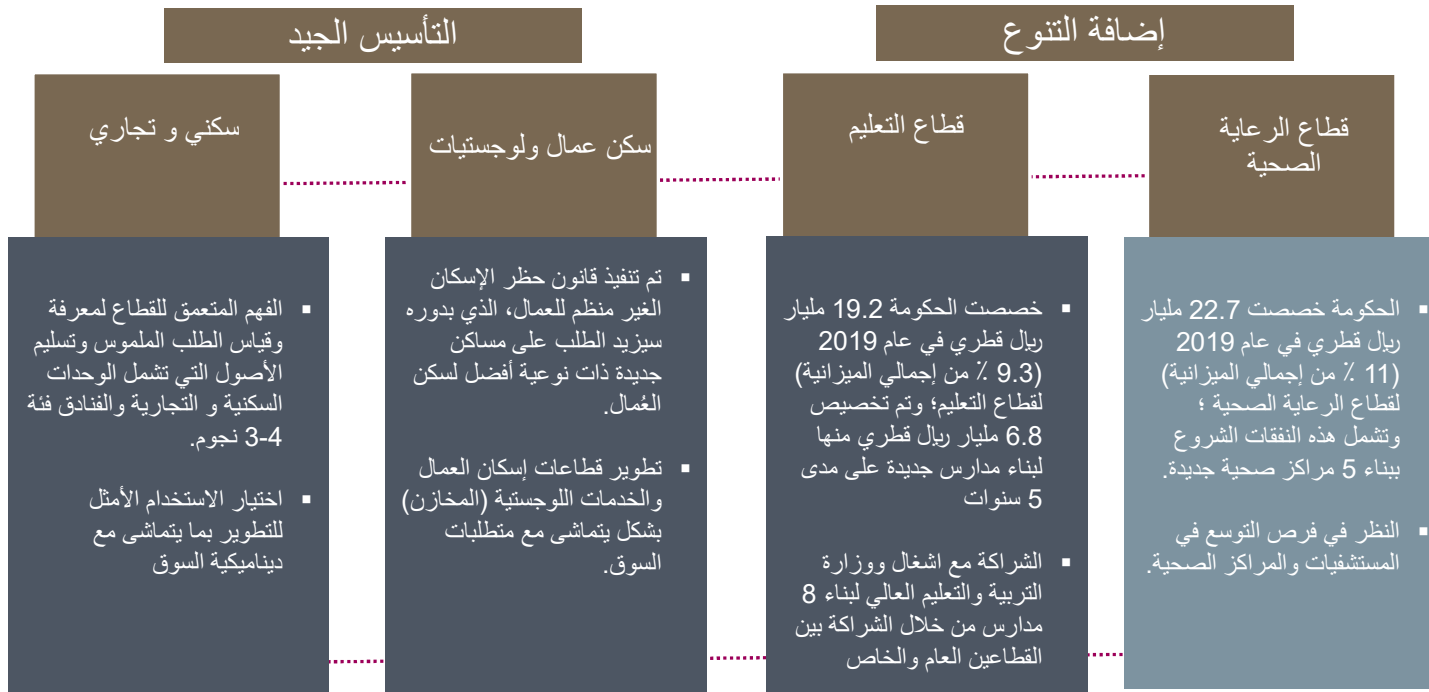 إضافة التنوع
التأسيس الجيد
قطاع الرعاية
الصحية
▪ الحكومة خصصت 22.7 مليار
ريال قطري في عام 2019
(11 ٪ من إجمالي الميزانية)
لقطاع الرعاية الصحية ؛
وتشمل هذه النفقات الشروع
ببناء 5 مراكز صحية جديدة.
▪ النظر في فرص التوسع في
المستشفيات والمراكز الصحية.
قطاع التعليم
▪ خصصت الحكومة 19.2 مليار
ريال قطري في عام 2019
(9.3 ٪ من إجمالي الميزانية)
لقطاع التعليم؛ وتم تخصيص
6.8 مليار ريال قطري منها
لبناء مدارس جديدة على مدى
5 سنوات
▪ الشراكة مع اشغال ووزارة
التربية والتعليم العالي لبناء 8
مدارس من خلال الشراكة بين
القطاعين العام والخاص
سكن عمال ولوجستيات
▪ تم تنفيذ قانون حظر الإسكان
الغير منظم للعمال، الذي بدوره
سيزيد الطلب على مساكن
جديدة ذات نوعية أفضل لسكن
العُمال.
▪ تطوير قطاعات إسكان العمال
والخدمات اللوجستية (المخازن)
بشكل يتماشى مع متطلبات
السوق.
سكني و تجاري
▪ الفهم المتعمق للقطاع لمعرفة
وقياس الطلب الملموس وتسليم
الأصول التي تشمل الوحدات
السكنية و التجارية والفنادق فئة
3-4 نجوم.
▪ اختيار الاستخدام الأمثل
للتطوير بما يتماشى مع
ديناميكية السوق